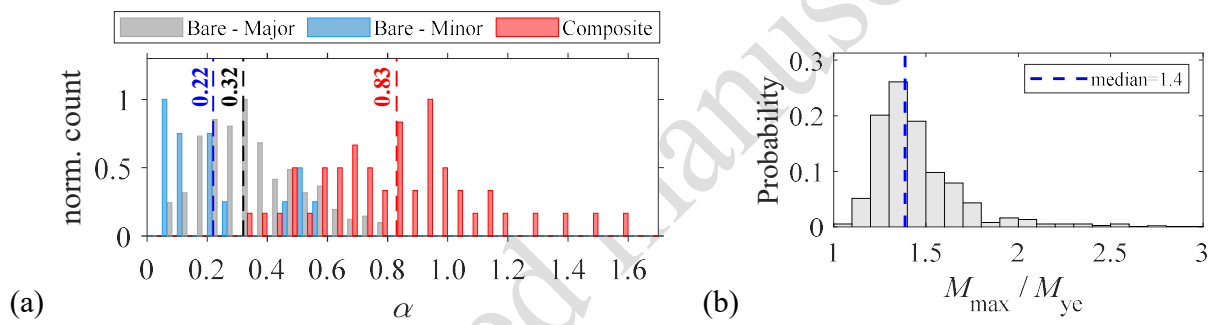 Bare - Major Bare - Minor Composite
norm. count
1
0.5
0
0.22
0.32
0.83
0 0.2 0.4 0.6 0.8 1.0 1.2 1.4 1.6
α
(a)
Probability
0.3
0.2
0.1
0.0
median=1.4
1 1.5 2 2.5 3
M_max / M_ye
(b)